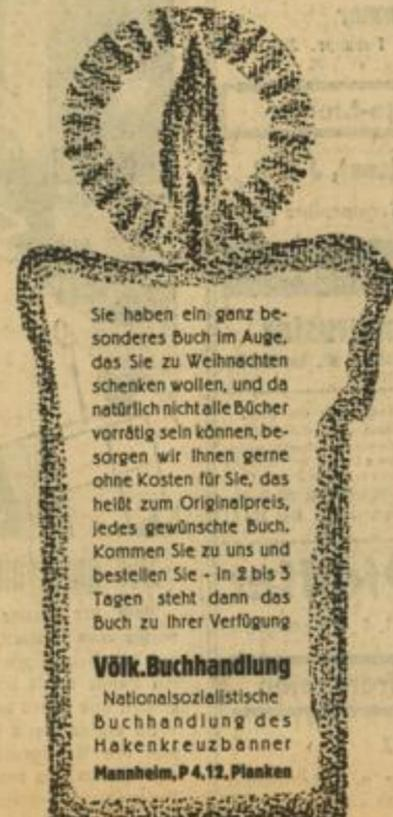 Sie haben ein ganz be-
sonderes Buch im Auge,
das Sie zu Weihnachten
schenken wollen, und da
natürlich nicht alle Bücher
vorrätig sein können, be-
sorgen wir Ihnen gerne
ohne Kosten für Sie, das
heißt zum Originalpreis,
jedes gewünschte Buch.
Kommen Sie zu uns und
bestellen Sie - in 2 bis 3
Tagen steht dann das
Buch zu Ihrer Verfügung
Völk.Buchhandlung
Nationalsozialistische
Buchhandlung des
Hakenkreuzbanner
Mannheim, P 4,12, Planken